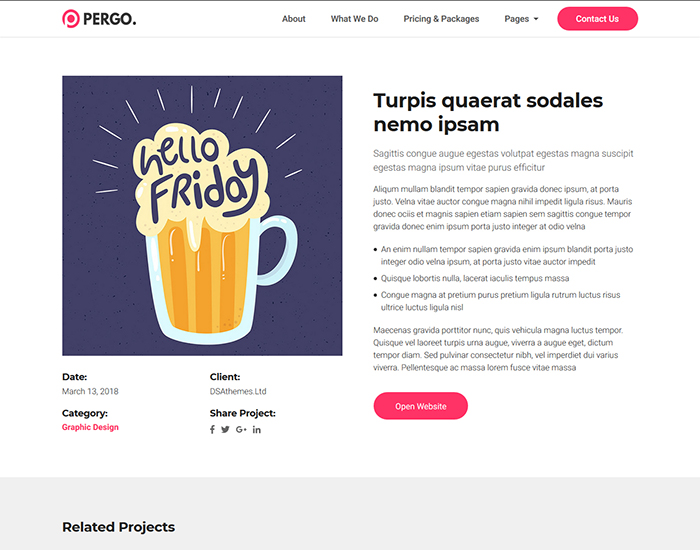 PERGO.
About
What We Do
Pricing & Packages
Pages
Contact Us
hello
FRiday
Turpis quaerat sodales
nemo ipsam
Sagittis congue augue egestas volutpat egestas magna suscipit
egestas magna ipsum vitae purus efficitur
Aliqum mullam blandit tempor sapien gravida donec ipsum, at porta
justo. Velna vitae auctor congue magna nihil impedit ligula risus. Mauris
donec ociis et magnis sapien etiam sapien sem sagittis congue tempor
gravida donec enim ipsum porta justo integer at odio velna
• An enim nullam tempor sapien gravida enim ipsum blandit porta justo
integer odio velna ipsum, at porta justo vitae auctor impedit
• Quisque lobortis nulla, lacerat iaculis tempus massa
• Congue magna at pretium purus pretium ligula rutrum luctus risus
ultrice luctus ligula nisl
Maecenas gravida porttitor nunc, quis vehicula magna luctus tempor.
Quisque vel laoreet turpis urna augue, viverra a augue eget, dictum
tempor diam. Sed pulvinar consectetur nibh, vel imperdiet dui varius
viverra. Pellentesque ac massa lorem fusce vitae massa
Open Website
Date:
March 13, 2018
Client:
DSAthemes.Ltd
Category:
Graphic Design
Share Project:
Related Projects